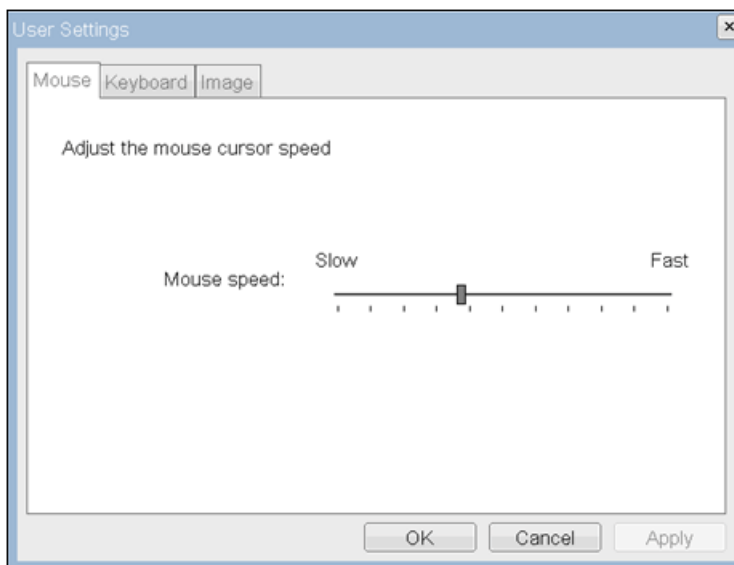 User Settings
Mouse Keyboard Image
Adjust the mouse cursor speed
Slow Fast
Mouse speed:
OK Cancel Apply